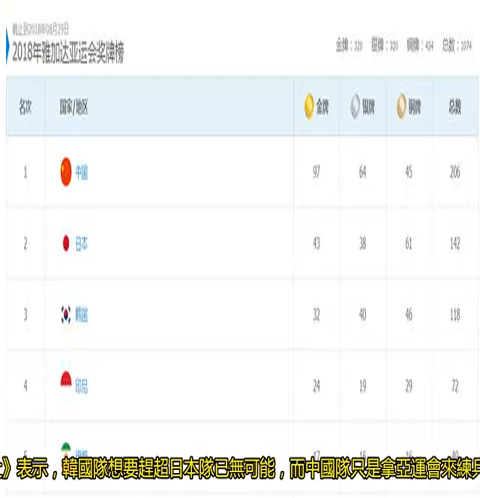 截止到2018年08月29日
2018年雅加达亚运会奖牌榜
金牌：320 银牌：320 铜牌：434 总数：1074
名次 国家/地区 金牌 银牌 铜牌 总数
1 中国 97 64 45 206
2 日本 43 38 61 142
3 韩国 32 40 46 118
4 印尼 24 19 29 72
》表示，韓國隊想要趕超日本隊已無可能，而中國隊只是拿亞運會來練兵